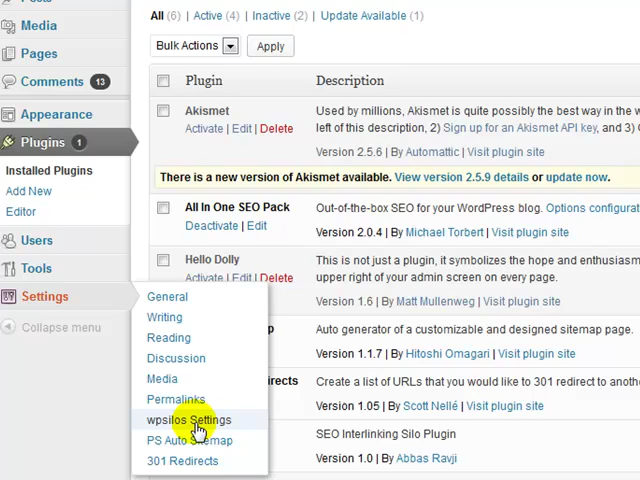 Posts
Media
Pages
Comments 13
Appearance
Plugins 1
Installed Plugins
Add New
Editor
Users
Tools
Settings
Collapse menu
General
Writing
Reading
Discussion
Media
Permalinks
wpsilos Settings
PS Auto Sitemap
301 Redirects
All (6) | Active (4) | Inactive (2) | Update Available (1)
Bulk Actions Apply
Plugin Description
Akismet Used by millions, Akismet is quite possibly the best way in the w
Activate | Edit | Delete left of this description, 2) Sign up for an Akismet API key, and 3)
Version 2.5.6 | By Automattic | Visit plugin site
There is a new version of Akismet available. View version 2.5.9 details or update now.
All In One SEO Pack Out-of-the-box SEO for your WordPress blog. Options configurat
Deactivate | Edit Version 2.0.4 | By Michael Torbert | Visit plugin site
Hello Dolly This is not just a plugin, it symbolizes the hope and enthusiasm
Activate | Edit | Delete upper right of your admin screen on every page.
Version 1.6 | By Matt Mullenweg | Visit plugin site
p Auto generator of a customizable and designed sitemap page.
Version 1.1.7 | By Hitoshi Omagari | Visit plugin site
irects Create a list of URLs that you would like to 301 redirect to anothe
Version 1.05 | By Scott Nellé | Visit plugin site
SEO Interlinking Silo Plugin
Version 1.0 | By Abbas Ravji